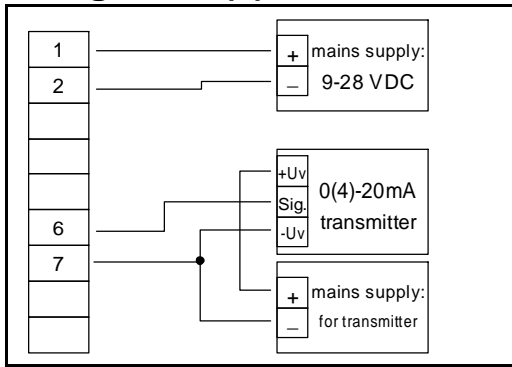 1
2
6
7
+
–
mains supply:
9-28 VDC
+Uv
Sig.
-Uv
0(4)-20mA
transmitter
+
–
mains supply:
for transmitter